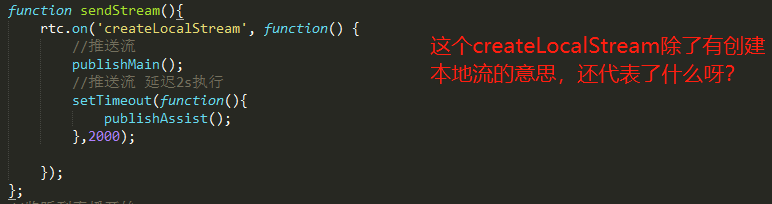 function sendStream(){
rtc.on('createLocalStream', function() {
//推送流
publishMain();
//推送流 延迟2s执行
setTimeout(function(){
publishAssist();
},2000);
});
};
这个createLocalStream除了有创建
本地流的意思，还代表了什么呀？